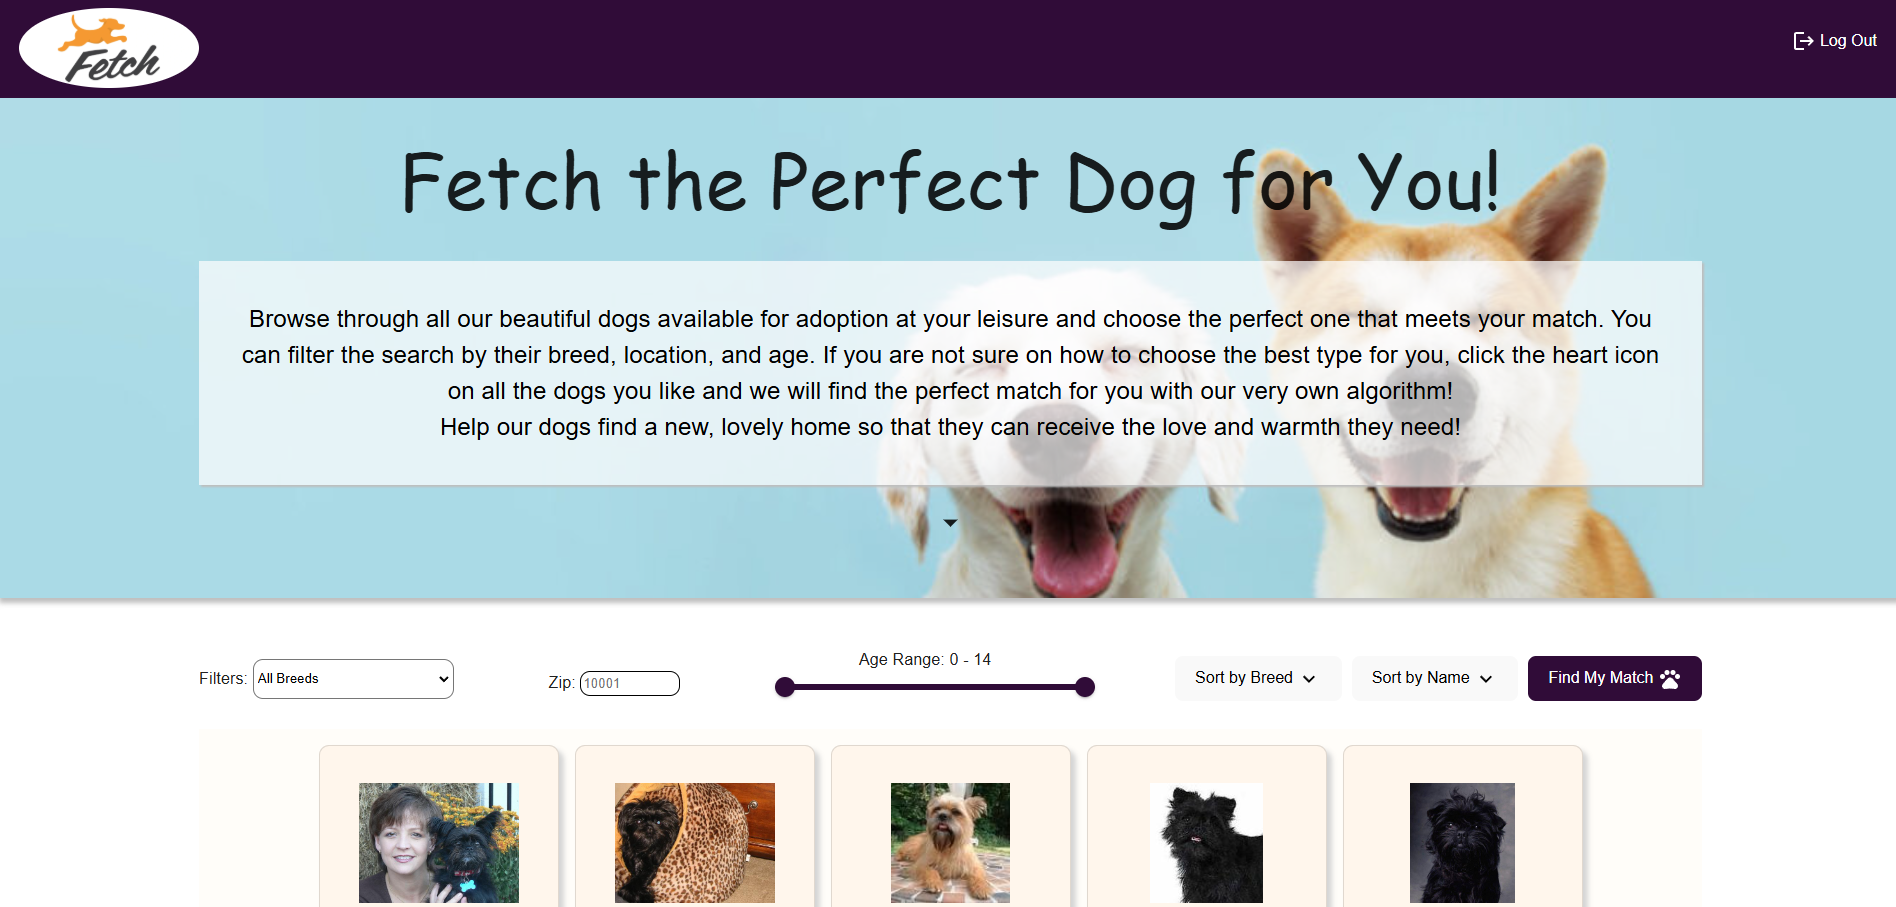 Fetch
Log Out
Fetch the Perfect Dog for You!
Browse through all our beautiful dogs available for adoption at your leisure and choose the perfect one that meets your match. You
can filter the search by their breed, location, and age. If you are not sure on how to choose the best type for you, click the heart icon
on all the dogs you like and we will find the perfect match for you with our very own algorithm!
Help our dogs find a new, lovely home so that they can receive the love and warmth they need!
Age Range: 0 - 14
Filters: All Breeds
Zip: 10001
Sort by Breed
Sort by Name
Find My Match